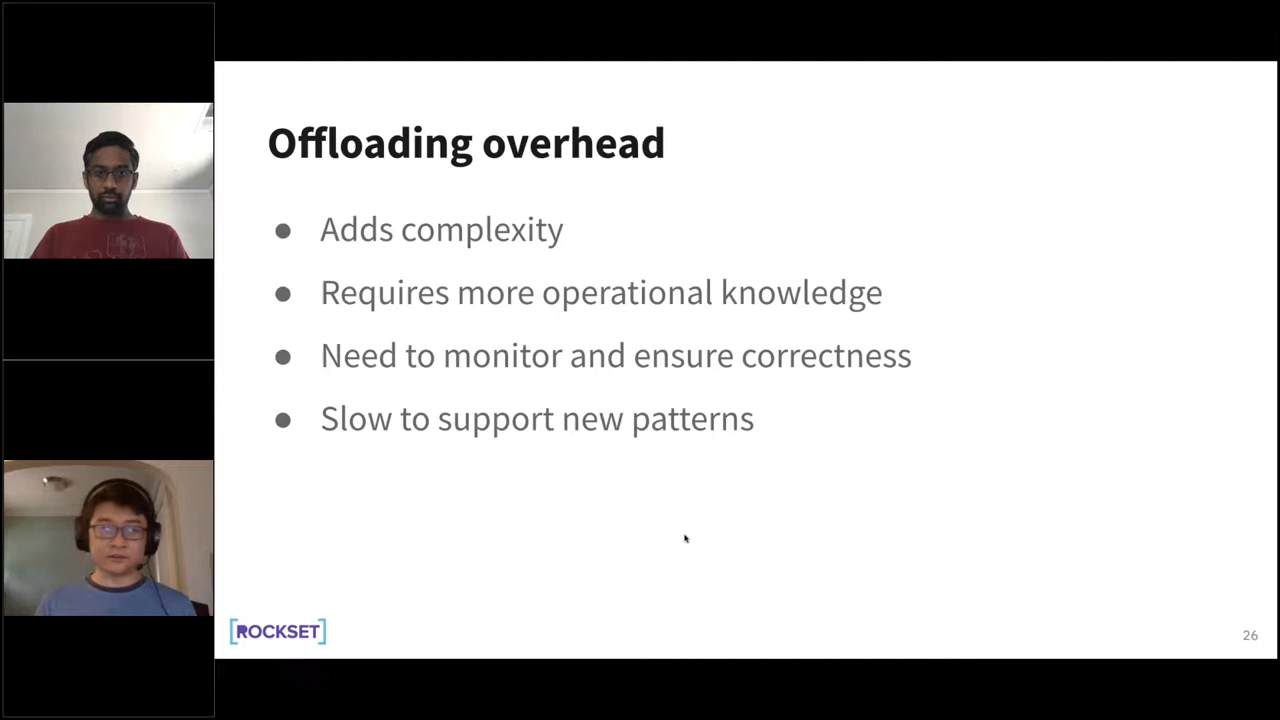 Offloading overhead
● Adds complexity
● Requires more operational knowledge
● Need to monitor and ensure correctness
● Slow to support new patterns
[ROCKSET]
26